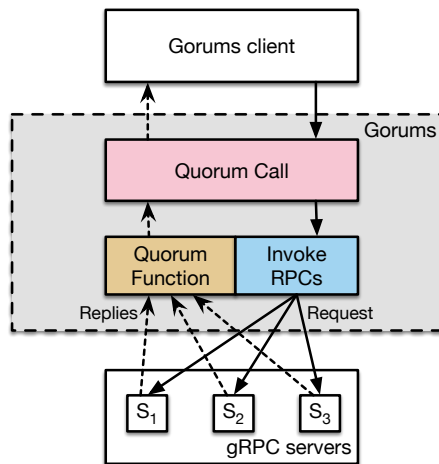 Gorums client
Gorums
Quorum Call
Quorum
Function
Invoke
RPCs
Replies
Request
S1
S2
S3
gRPC servers